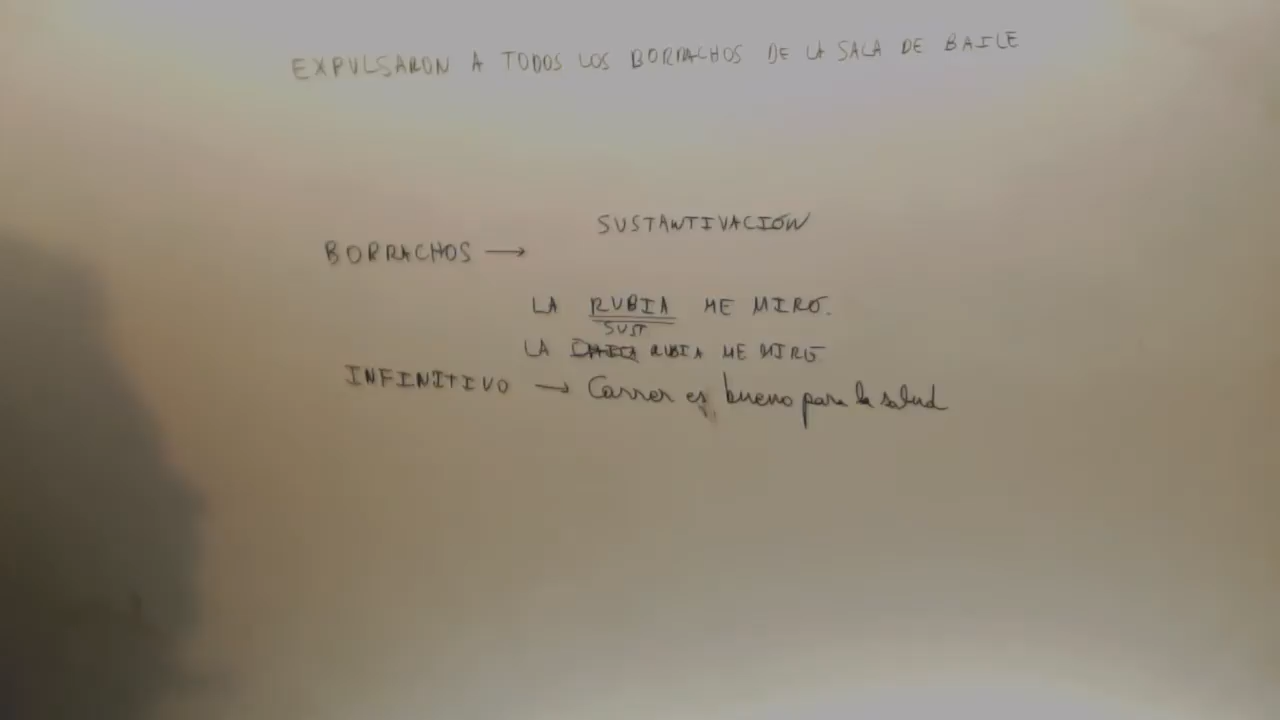 EXPULSARON A TODOS LOS BORRACHOS DE LA SALA DE BAILE
SUSTANTIVACIÓN
BORRACHOS →
LA RUBIA ME MIRÓ.
SUST
LA RUBIA ME MIRÓ
INFINITIVO → Correr es bueno para la salud